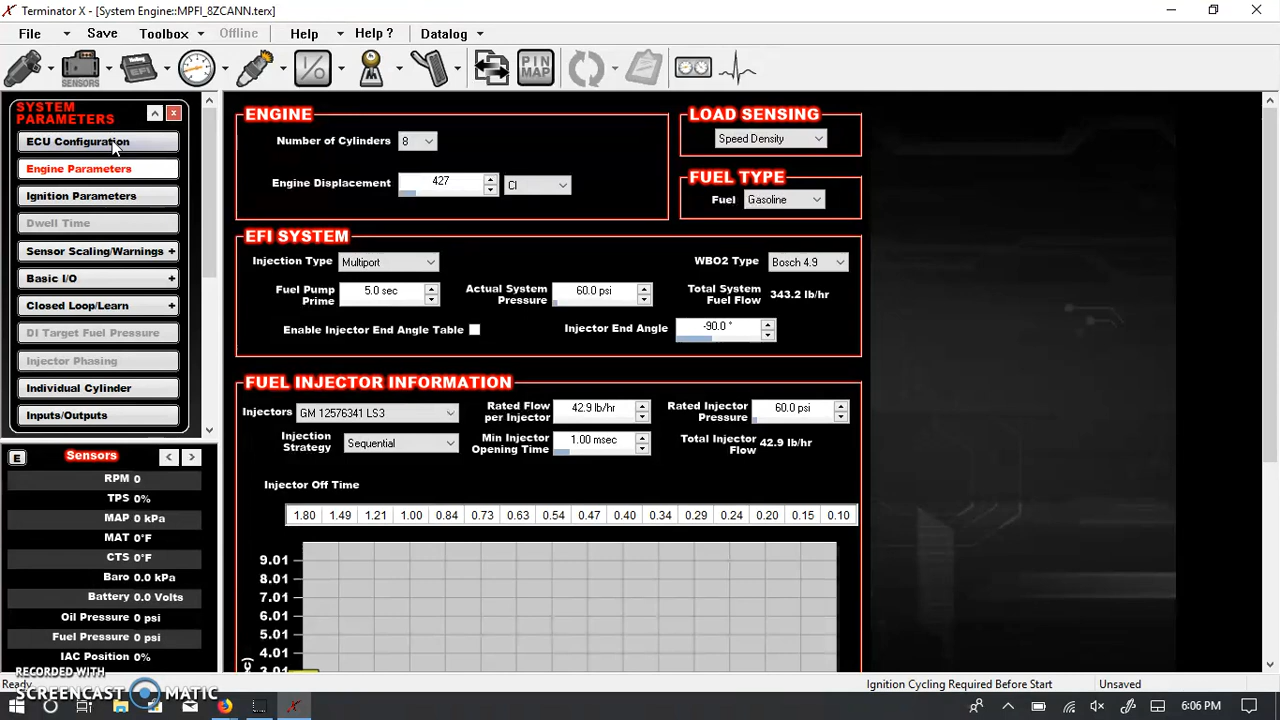 Terminator X - [System Engine::MPFI_8ZCANN.terx]
File Save Toolbox Offline Help Help ? Datalog
SENSORS EFI I/O PIN MAP
SYSTEM PARAMETERS
ECU Configuration
Engine Parameters
Ignition Parameters
Dwell Time
Sensor Scaling/Warnings +
Basic I/O +
Closed Loop/Learn +
DI Target Fuel Pressure
Injector Phasing
Individual Cylinder
Inputs/Outputs
E Sensors < >
RPM 0
TPS 0%
MAP 0 kPa
MAT 0°F
CTS 0°F
Baro 0.0 kPa
Battery 0.0 Volts
Oil Pressure 0 psi
Fuel Pressure 0 psi
IAC Position 0%
ENGINE
Number of Cylinders 8
Engine Displacement 427 CI
LOAD SENSING
Speed Density
FUEL TYPE
Fuel Gasoline
EFI SYSTEM
Injection Type Multiport
WBO2 Type Bosch 4.9
Fuel Pump Prime 5.0 sec
Actual System Pressure 60.0 psi
Total System Fuel Flow 343.2 lb/hr
Enable Injector End Angle Table
Injector End Angle -90.0 °
FUEL INJECTOR INFORMATION
Injectors GM 12576341 LS3
Rated Flow per Injector 42.9 lb/hr
Rated Injector Pressure 60.0 psi
Injection Strategy Sequential
Min Injector Opening Time 1.00 msec
Total Injector Flow 42.9 lb/hr
Injector Off Time
1.80 1.49 1.21 1.00 0.84 0.73 0.63 0.54 0.47 0.40 0.34 0.29 0.24 0.20 0.15 0.10
9.01
8.01
7.01
6.01
5.01
4.01
3.01
Ready
Ignition Cycling Required Before Start
Unsaved
RECORDED WITH
SCREENCAST MATIC
6:06 PM